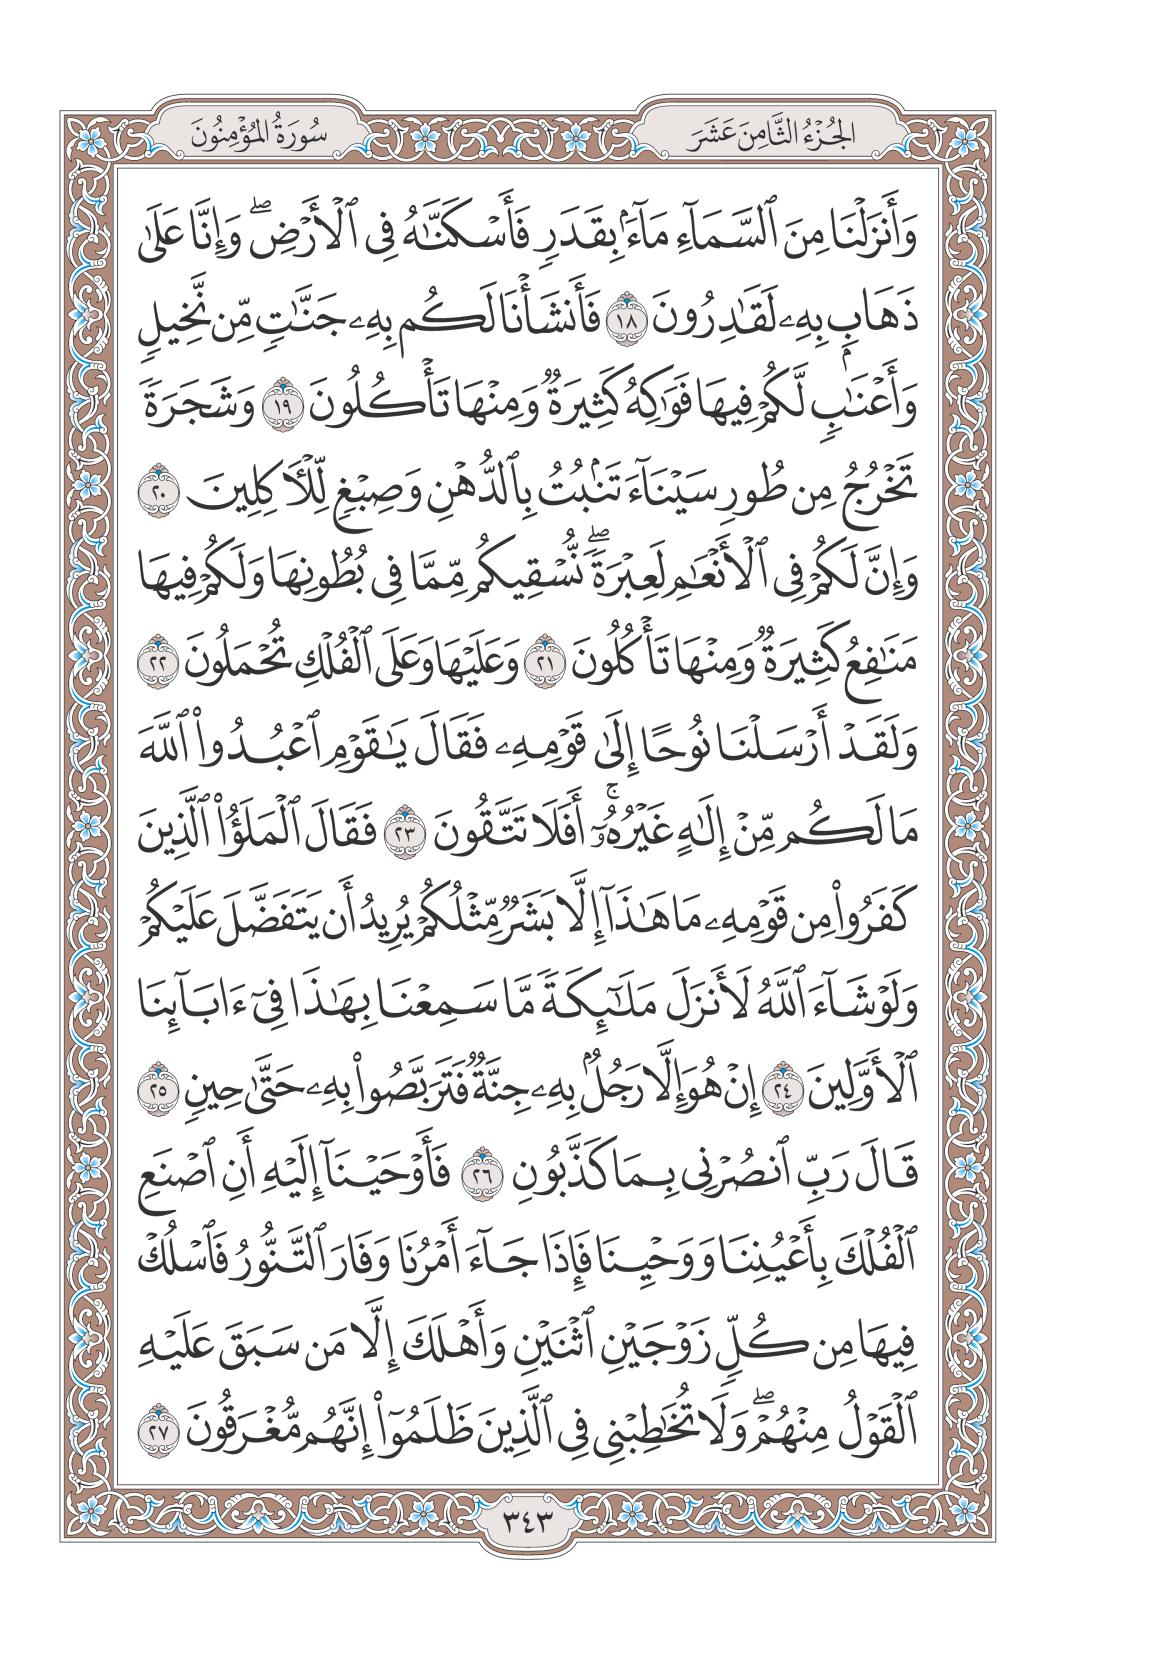 الجُزْءُ الثَّامِنَ عَشَرَ
سُورَةُ المُؤْمِنُونَ
وَأَنزَلْنَا مِنَ ٱلسَّمَآءِ مَآءَۢ بِقَدَرٖ فَأَسْكَنَّٰهُ فِي ٱلْأَرْضِۖ وَإِنَّا عَلَىٰ
ذَهَابِۭ بِهِۦ لَقَٰدِرُونَ ١٨ فَأَنشَأْنَا لَكُم بِهِۦ جَنَّٰتٖ مِّن نَّخِيلٖ
وَأَعْنَٰبٖ لَّكُمْ فِيهَا فَوَٰكِهُ كَثِيرَةٞ وَمِنْهَا تَأْكُلُونَ ١٩ وَشَجَرَةٗ
تَخْرُجُ مِن طُورِ سَيْنَآءَ تَنۢبُتُ بِٱلدُّهْنِ وَصِبْغٖ لِّلْأٓكِلِينَ ٢٠
وَإِنَّ لَكُمْ فِي ٱلْأَنْعَٰمِ لَعِبْرَةٗۖ نُّسْقِيكُم مِّمَّا فِي بُطُونِهَا وَلَكُمْ فِيهَا
مَنَٰفِعُ كَثِيرَةٞ وَمِنْهَا تَأْكُلُونَ ٢١ وَعَلَيْهَا وَعَلَى ٱلْفُلْكِ تُحْمَلُونَ ٢٢
وَلَقَدْ أَرْسَلْنَا نُوحًا إِلَىٰ قَوْمِهِۦ فَقَالَ يَٰقَوْمِ ٱعْبُدُوا۟ ٱللَّهَ
مَا لَكُم مِّنْ إِلَٰهٍ غَيْرُهُۥٓۚ أَفَلَا تَتَّقُونَ ٢٣ فَقَالَ ٱلْمَلَؤُا۟ ٱلَّذِينَ
كَفَرُوا۟ مِن قَوْمِهِۦ مَا هَٰذَآ إِلَّا بَشَرٞ مِّثْلُكُمْ يُرِيدُ أَن يَتَفَضَّلَ عَلَيْكُمْ
وَلَوْ شَآءَ ٱللَّهُ لَأَنزَلَ مَلَٰٓئِكَةٗ مَّا سَمِعْنَا بِهَٰذَا فِيٓ ءَابَآئِنَا
ٱلْأَوَّلِينَ ٢٤ إِنْ هُوَ إِلَّا رَجُلُۢ بِهِۦ جِنَّةٞ فَتَرَبَّصُوا۟ بِهِۦ حَتَّىٰ حِينٖ ٢٥
قَالَ رَبِّ ٱنصُرْنِي بِمَا كَذَّبُونِ ٢٦ فَأَوْحَيْنَآ إِلَيْهِ أَنِ ٱصْنَعِ
ٱلْفُلْكَ بِأَعْيُنِنَا وَوَحْيِنَا فَإِذَا جَآءَ أَمْرُنَا وَفَارَ ٱلتَّنُّورُ فَٱسْلُكْ
فِيهَا مِن كُلّٖ زَوْجَيْنِ ٱثْنَيْنِ وَأَهْلَكَ إِلَّا مَن سَبَقَ عَلَيْهِ
ٱلْقَوْلُ مِنْهُمْۖ وَلَا تُخَٰطِبْنِي فِي ٱلَّذِينَ ظَلَمُوٓا۟ إِنَّهُم مُّغْرَقُونَ ٢٧
٣٤٣